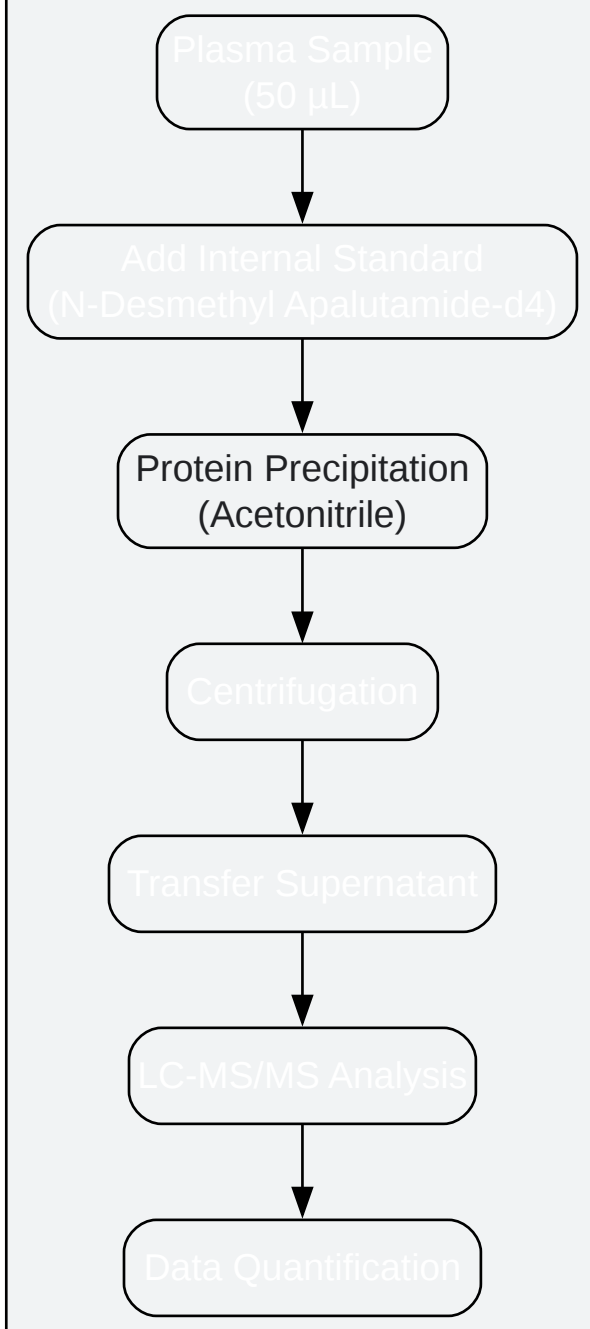 Plasma Sample
(50 µL)
Add Internal Standard
(N-Desmethyl Apalutamide-d4)
Protein Precipitation
(Acetonitrile)
Centrifugation
Transfer Supernatant
LC-MS/MS Analysis
Data Quantification